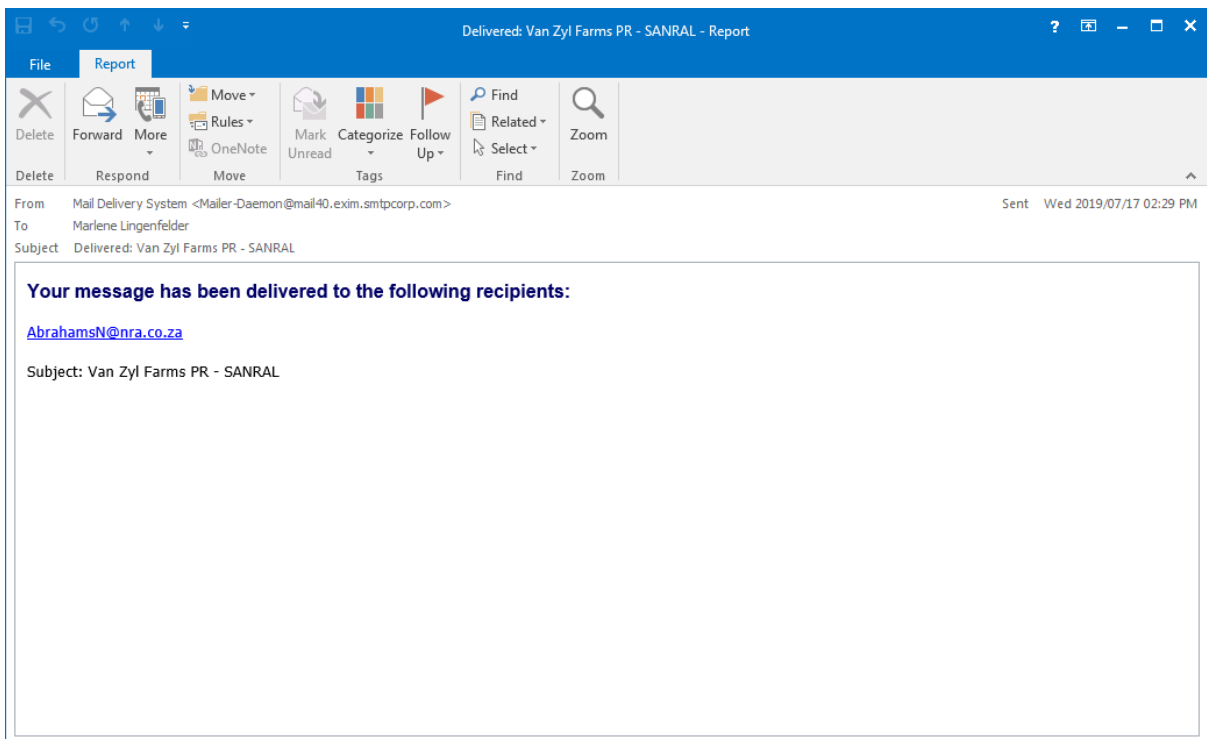 Delivered: Van Zyl Farms PR - SANRAL - Report
?
File Report
Delete
Forward
More
Move
Rules
OneNote
Mark Unread
Categorize
Follow Up
Find
Related
Select
Zoom
Delete Respond Move Tags Find Zoom
From Mail Delivery System <Mailer-Daemon@mail40.exim.smtpcorp.com> Sent Wed 2019/07/17 02:29 PM
To Marlene Lingenfelder
Subject Delivered: Van Zyl Farms PR - SANRAL
Your message has been delivered to the following recipients:
AbrahamsN@nra.co.za
Subject: Van Zyl Farms PR - SANRAL